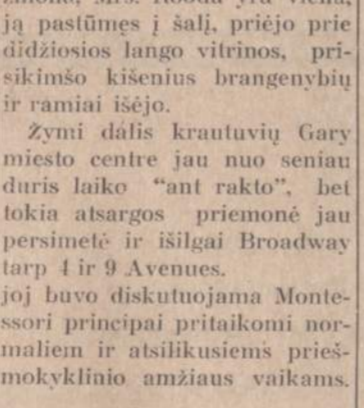 ją pastūmęs į šalį, priėjo prie
didžiosios lango vitrinos, pri-
sikimšo kišenius brangenybių
ir ramiai išėjo.
Žymi dalis krautuvių Gary
miesto centre jau nuo seniau
duris laiko “ant rakto”, bet
tokia atsargos priemonė jau
persimetė ir išilgai Broadway
tarp 4 ir 9 Avenues.
joj buvo diskutuojama Monte-
ssori principai pritaikomi nor-
maliem ir atsilikusiems prieš-
mokyklinio amžiaus vaikams.